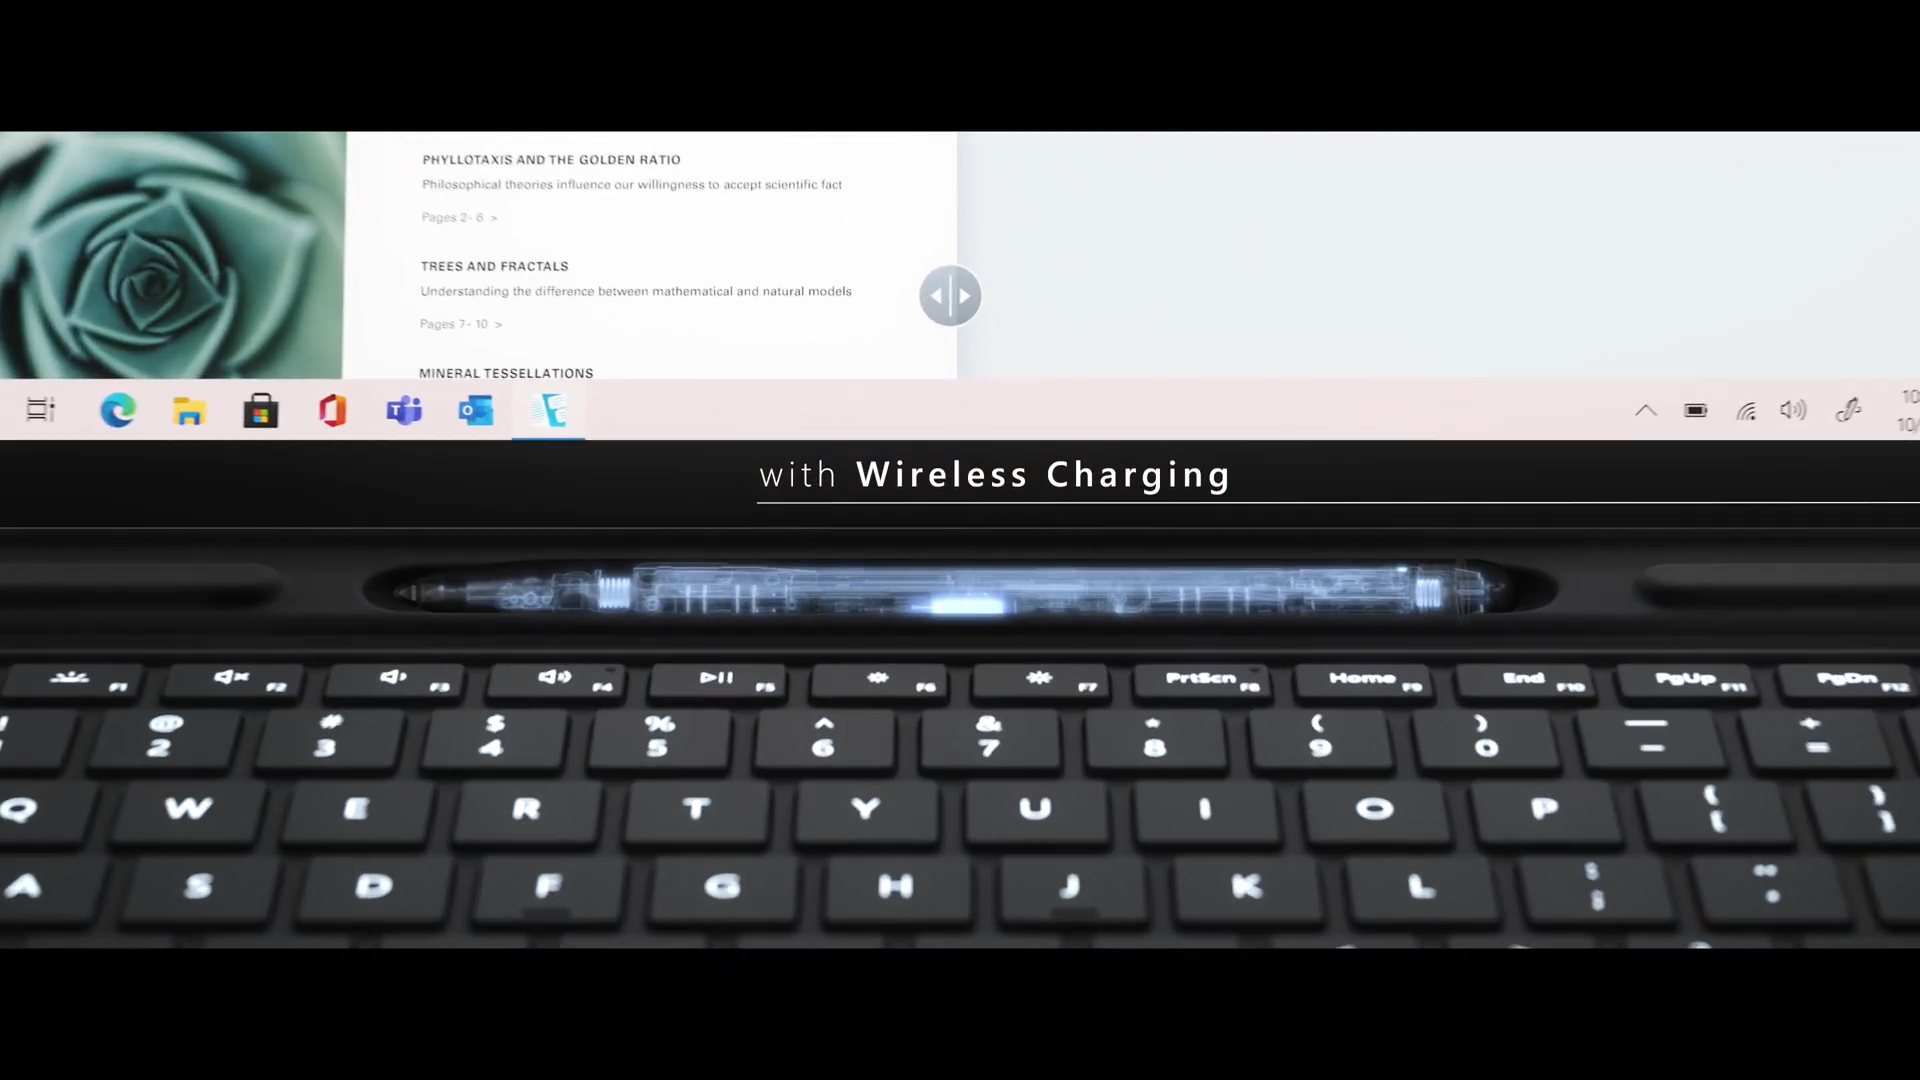 PHYLLOTAXIS AND THE GOLDEN RATIO
Philosophical theories influence our willingness to accept scientific fact
Pages 2-6 >
TREES AND FRACTALS
Understanding the difference between mathematical and natural models
Pages 7-10 >
MINERAL TESSELLATIONS
10
10/
with Wireless Charging
F1 F2 F3 F4 F5 F6 F7 PrtScn F8 Home F9 End F10 PgUp F11 PgDn F12
@ # $ % ^ & * ( ) — +
2 3 4 5 6 7 8 9 0 - =
Q W E R T Y U I O P { }
[ ]
A S D F G H J K L